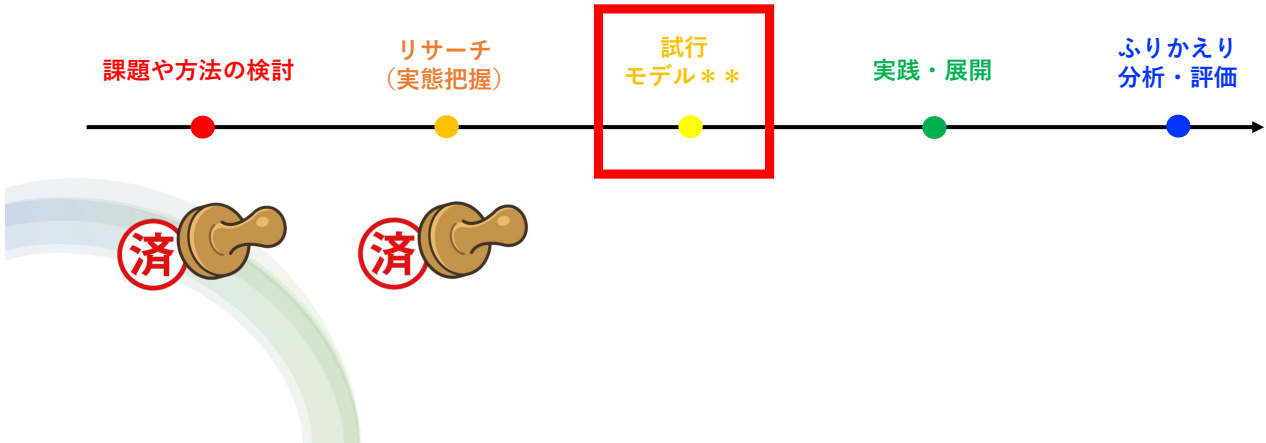 課題や方法の検討
リサーチ
（実態把握）
試行
モデル＊＊
実践・展開
ふりかえり
分析・評価
済
済